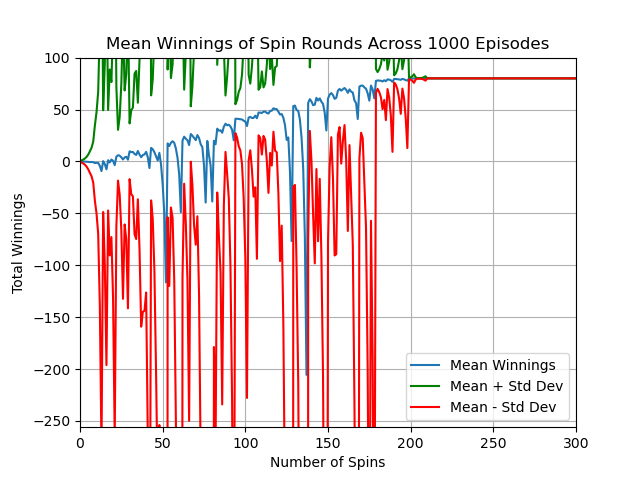 Mean Winnings of Spin Rounds Across 1000 Episodes
Total Winnings
100
50
0
−50
−100
−150
−200
−250
0 50 100 150 200 250 300
Number of Spins
Mean Winnings
Mean + Std Dev
Mean - Std Dev